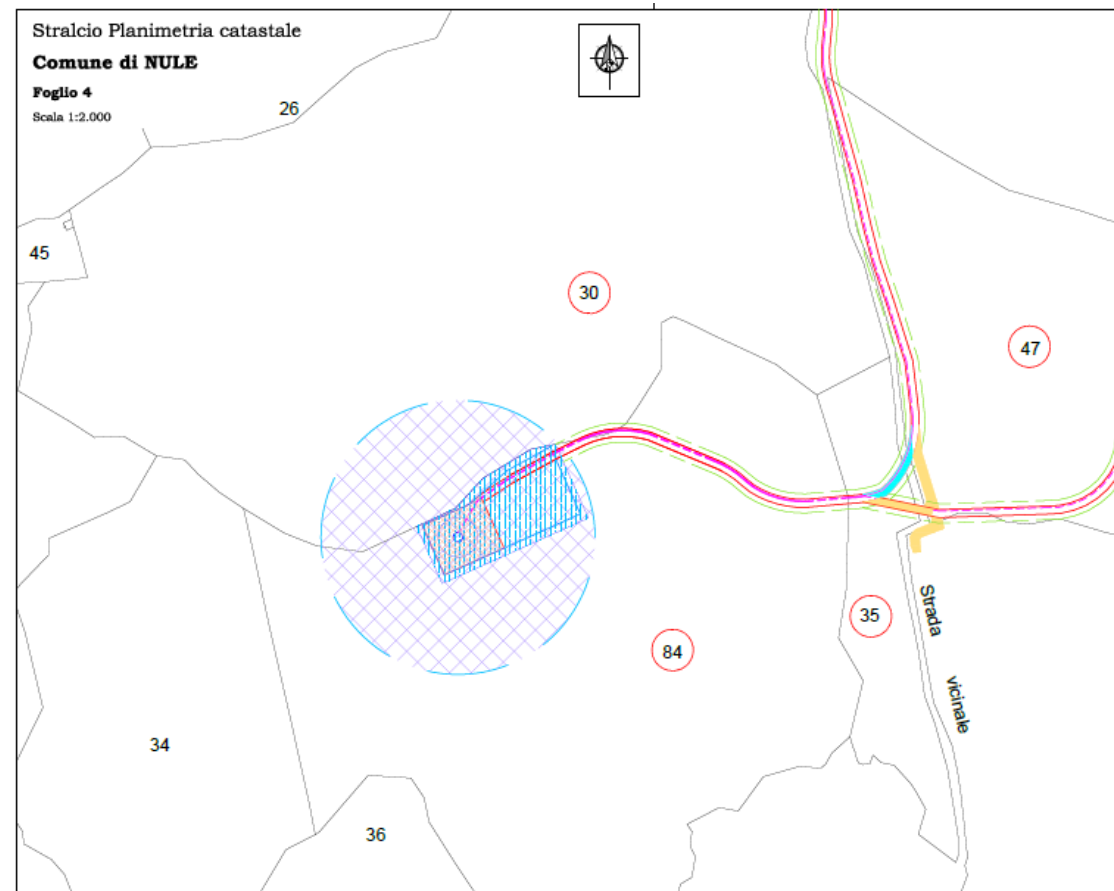 Stralcio Planimetria catastale
Comune di NULE
Foglio 4
Scala 1:2.000
26
45
30
47
35
Strada
84
vicinale
34
36